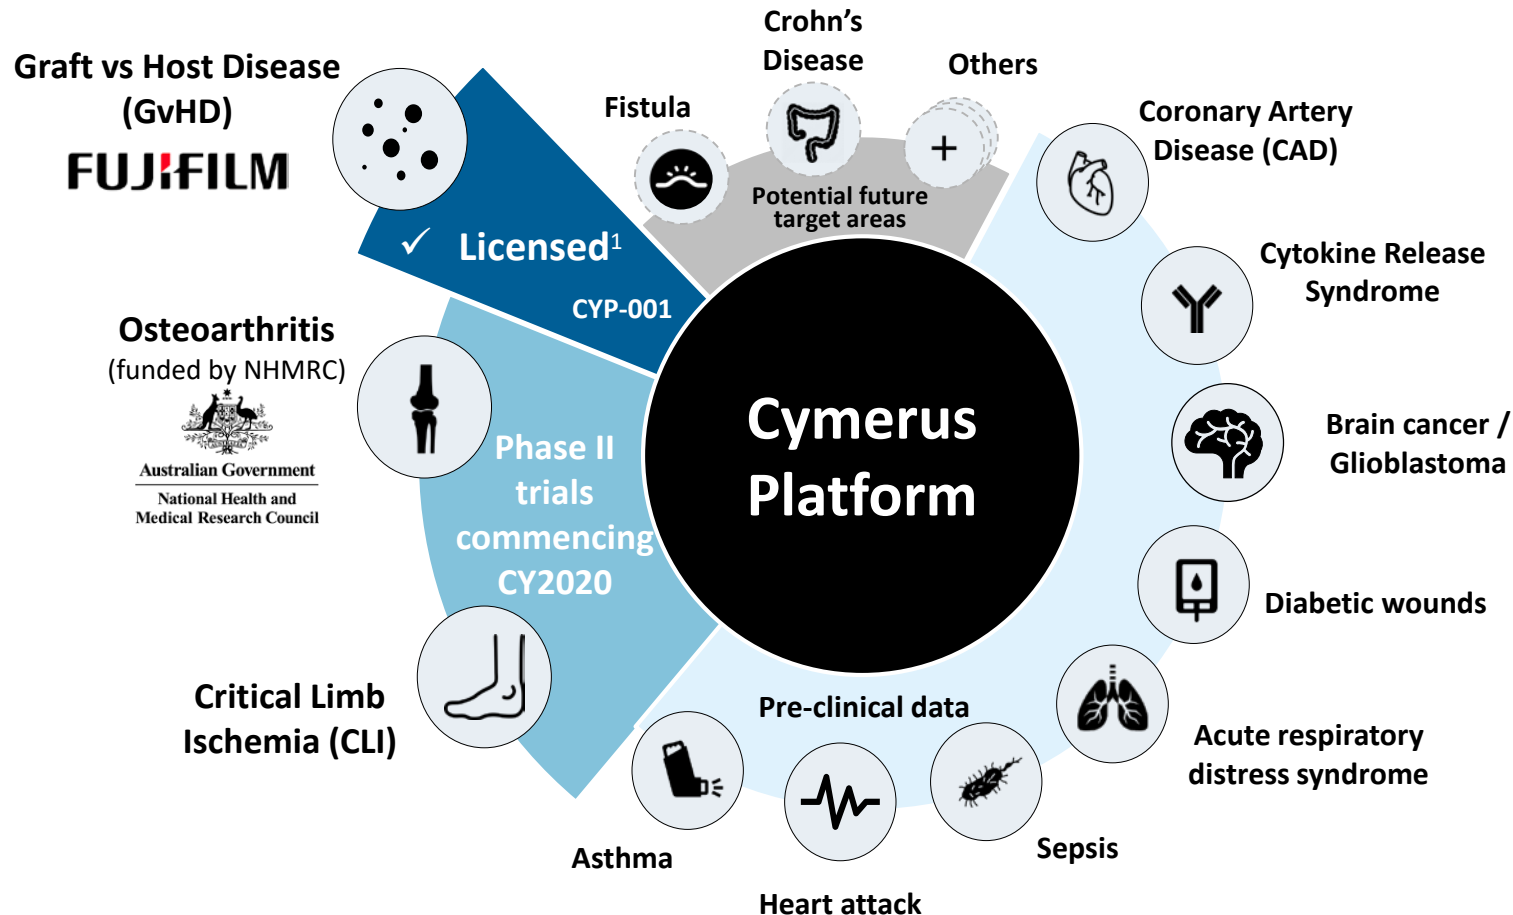 Crohn's
Disease
Others
Fistula
Graft vs Host Disease
(GvHD)
FUJIFILM
Coronary Artery
Disease (CAD)
Potential future
target areas
✓ Licensed1
CYP-001
Cytokine Release
Syndrome
Osteoarthritis
(funded by NHMRC)
Australian Government
National Health and
Medical Research Council
Phase II
trials
commencing
CY2020
Cymerus
Platform
Brain cancer /
Glioblastoma
Diabetic wounds
Critical Limb
Ischemia (CLI)
Pre-clinical data
Acute respiratory
distress syndrome
Asthma
Heart attack
Sepsis